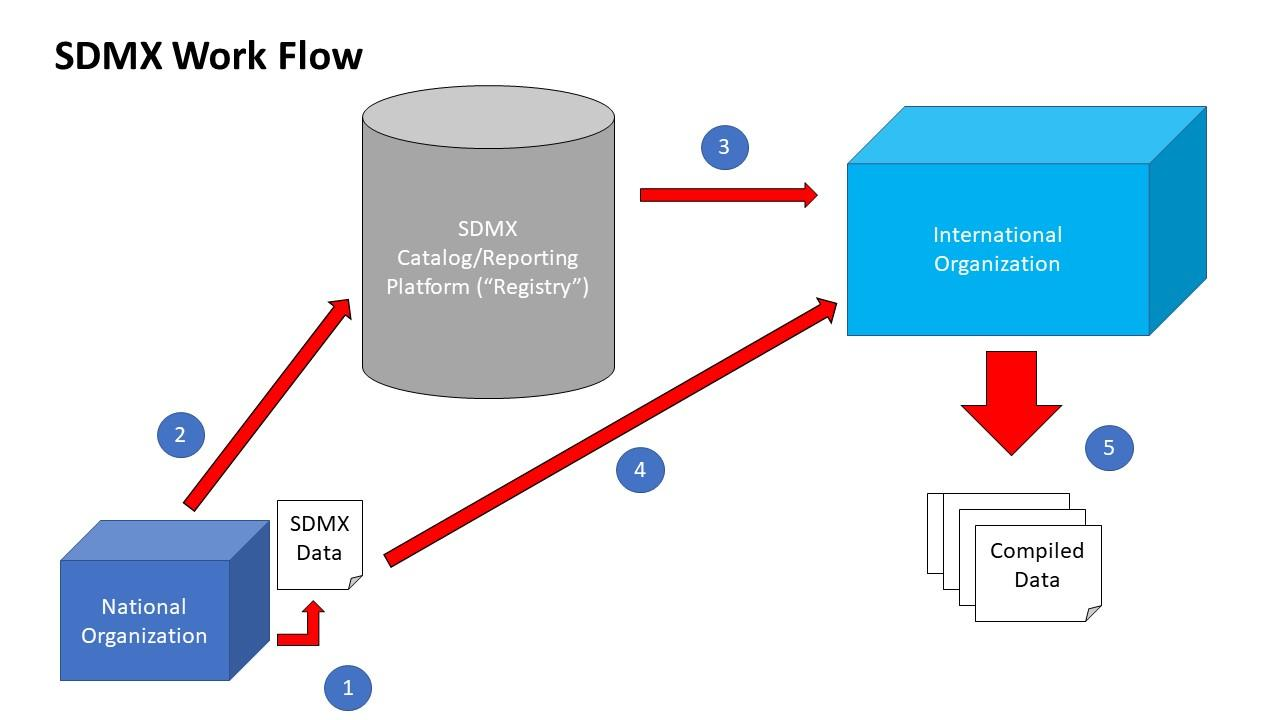 SDMX Work Flow
3
SDMX
Catalog/Reporting
Platform (“Registry”)
International
Organization
2
4
5
SDMX
Data
Compiled
Data
National
Organization
1